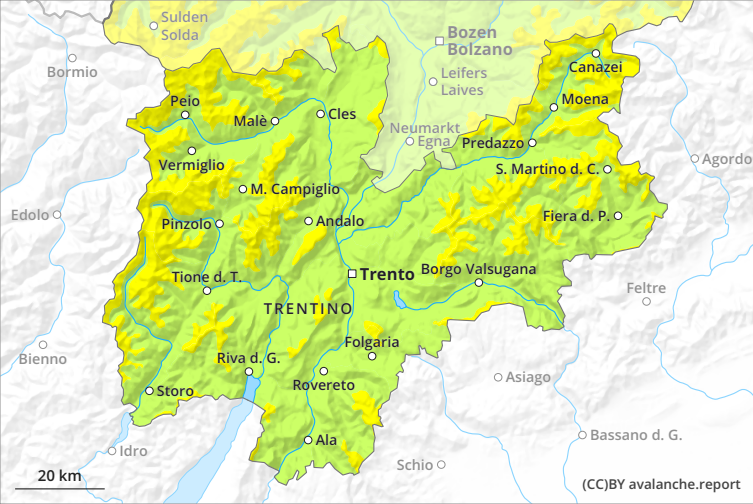 Sulden
Solda
Bozen
Bolzano
Bormio
Leifers
Laives
Canazei
Peio
Moena
Malè
Cles
Neumarkt
Egna
Predazzo
Vermiglio
Agordo
S. Martino d. C.
M. Campiglio
Edolo
Pinzolo
Andalo
Fiera d. P.
Trento
Borgo Valsugana
Tione d. T.
Feltre
TRENTINO
Folgaria
Bienno
Riva d. G.
Rovereto
Asiago
Storo
Ala
Bassano d. G.
Idro
Schio
20 km
(CC)BY avalanche.report